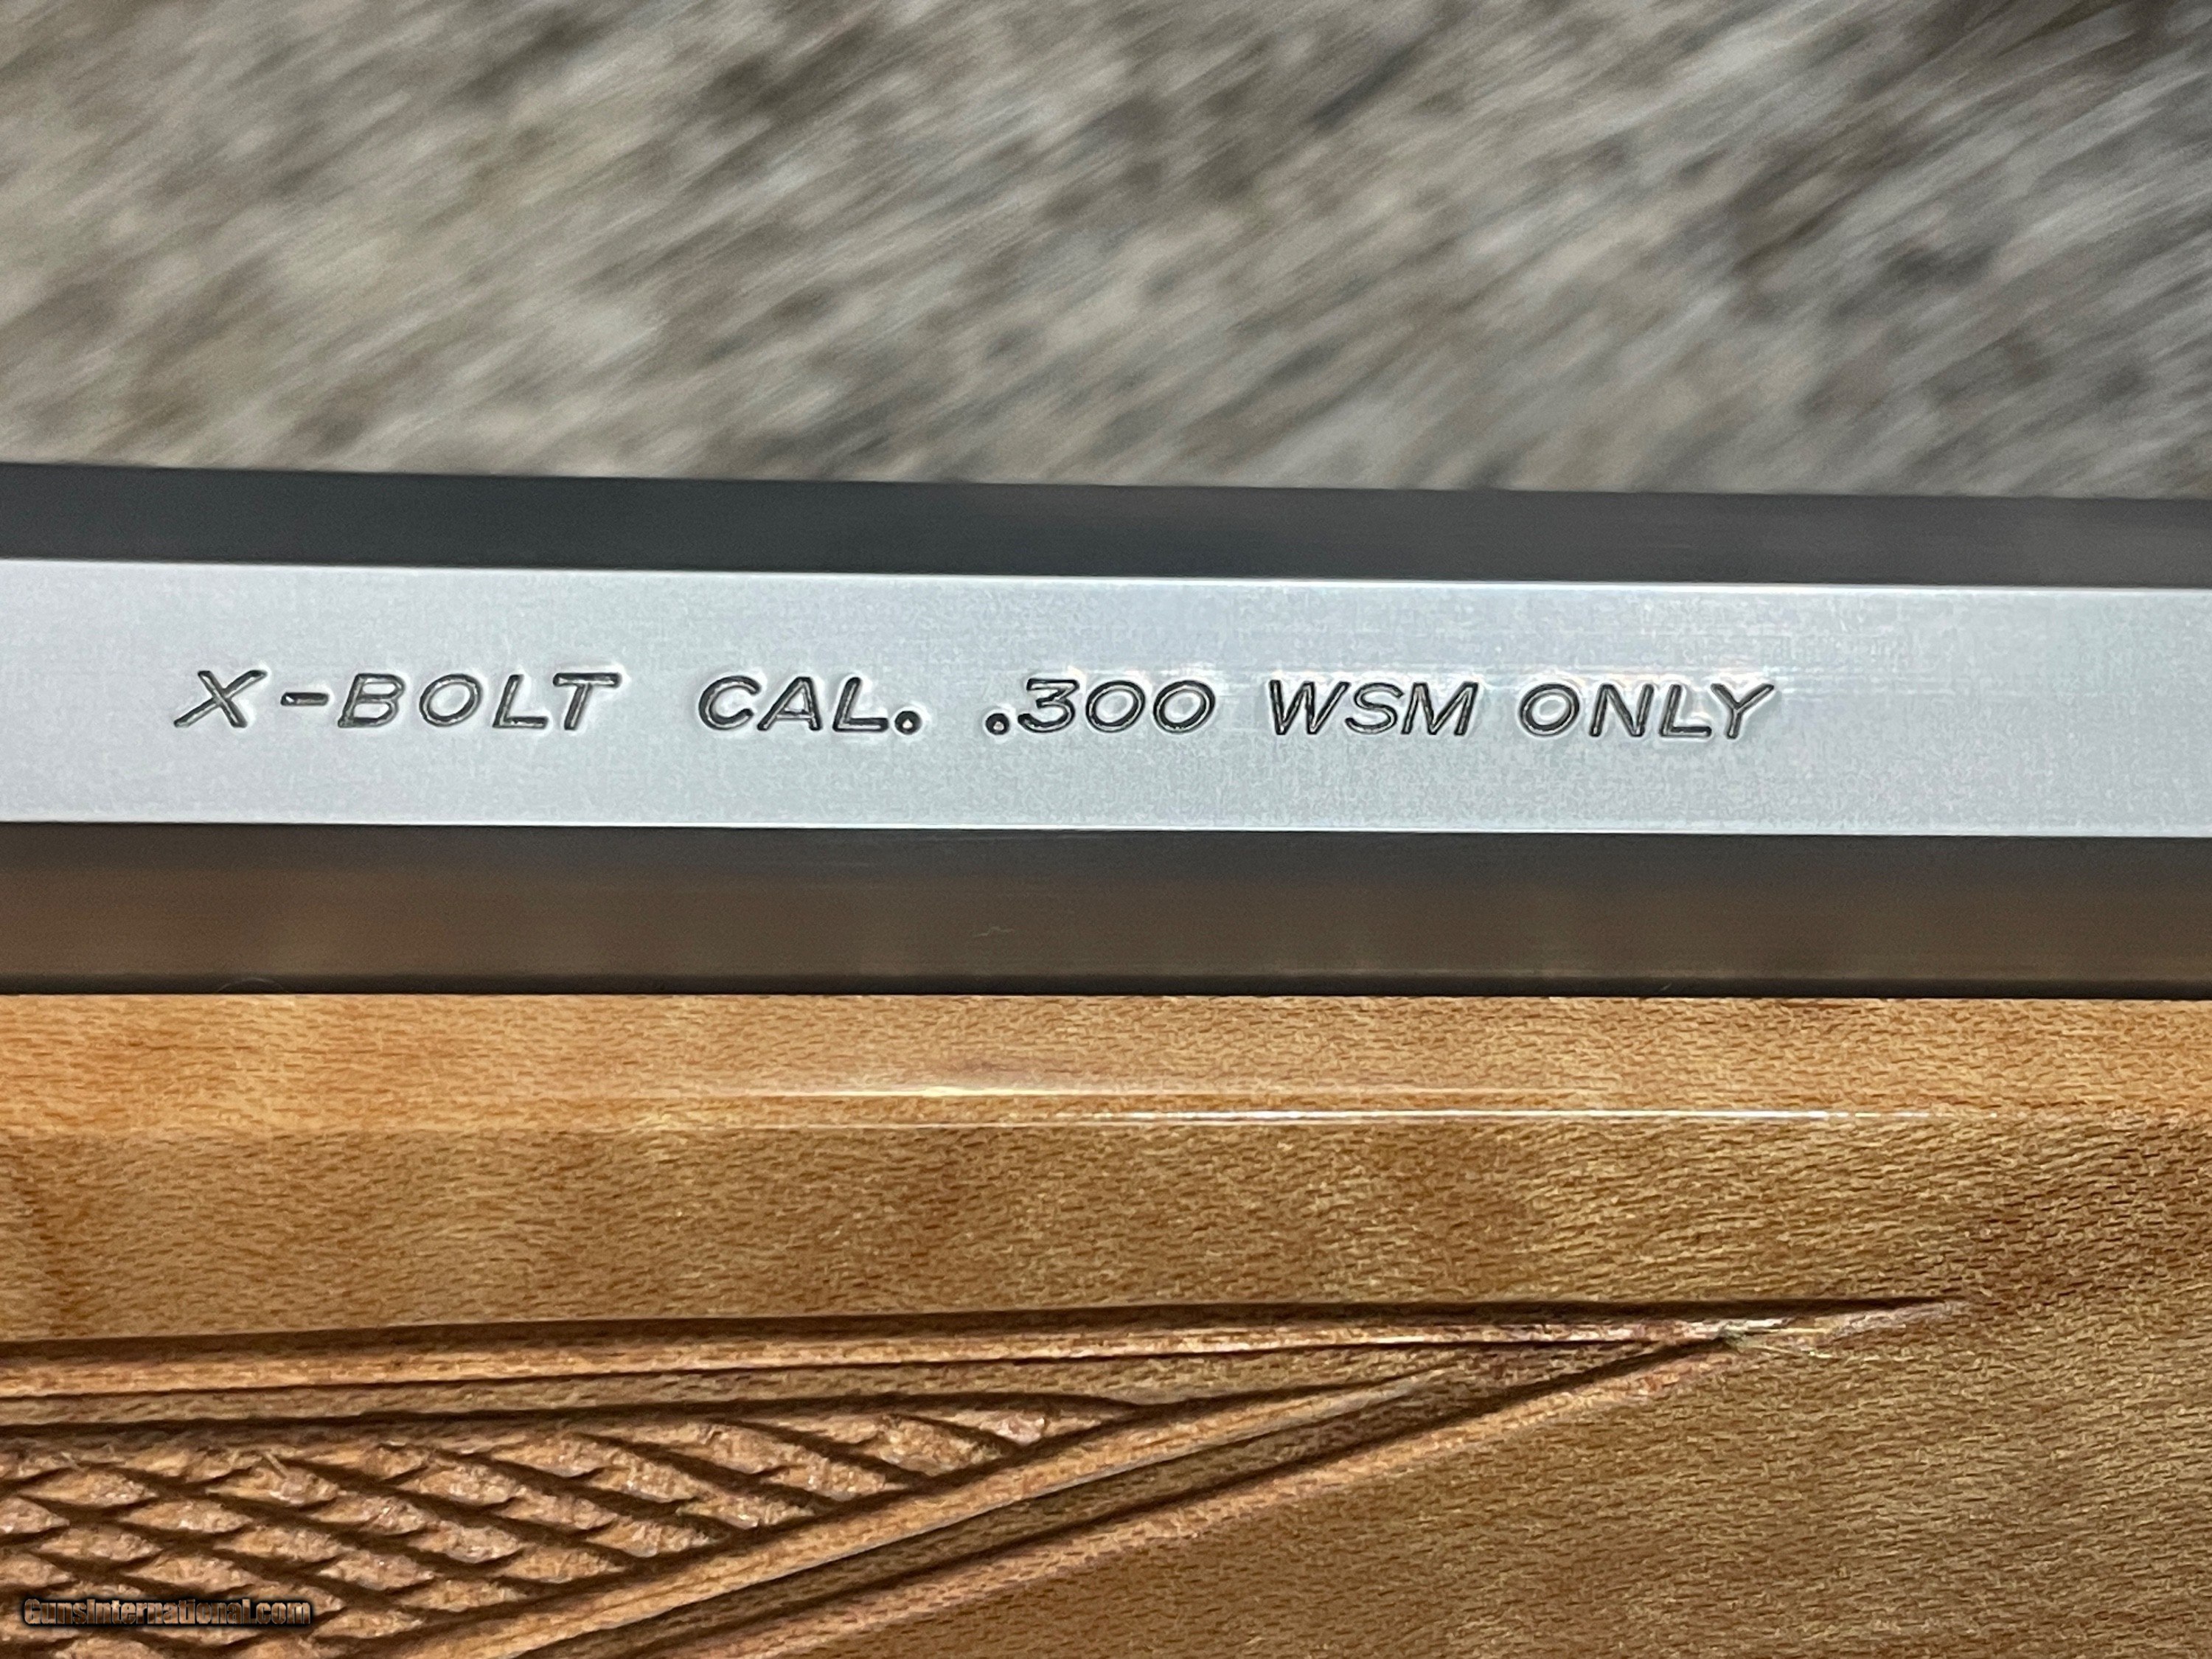 X-BOLT CAL. .300 WSM ONLY
GunsInternational.com